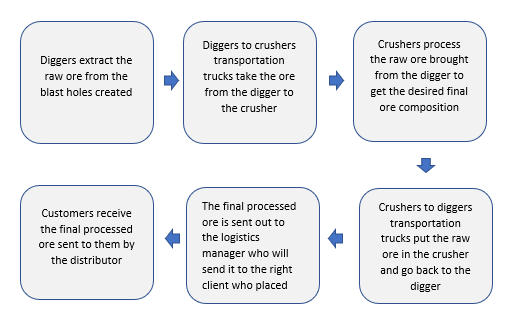 Diggers extract the
raw ore from the
blast holes created
Diggers to crushers
transportation
trucks take the ore
from the digger to
the crusher
Crushers process
the raw ore brought
from the digger to
get the desired final
ore composition
Crushers to diggers
transportation
trucks put the raw
ore in the crusher
and go back to the
digger
The final processed
ore is sent out to
the logistics
manager who will
send it to the right
client who placed
Customers receive
the final processed
ore sent to them by
the distributor